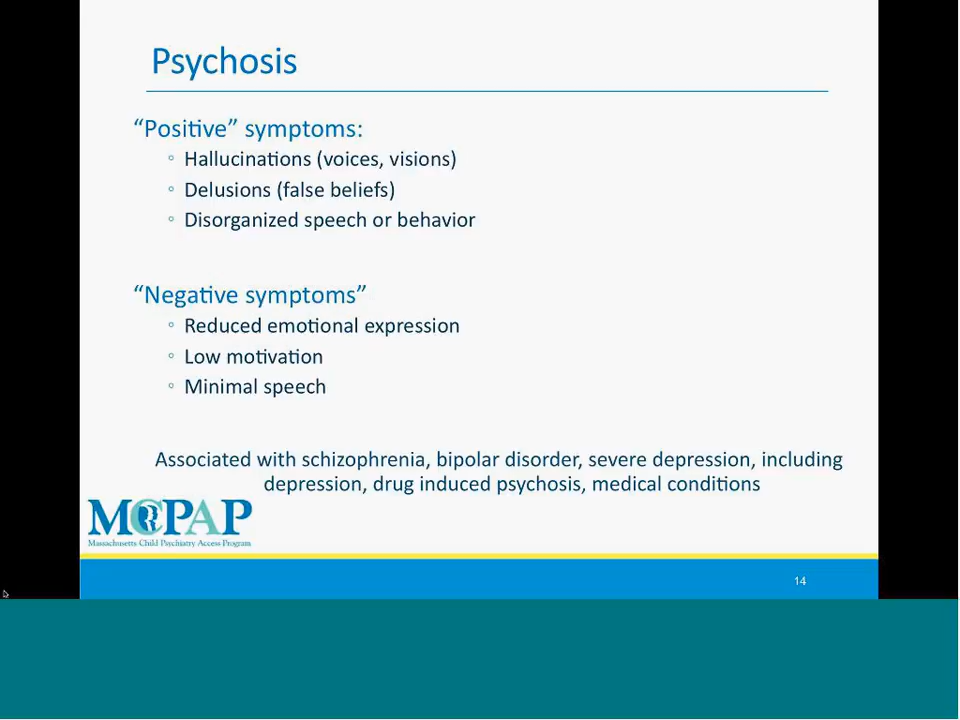 Psychosis
“Positive” symptoms:
◦ Hallucinations (voices, visions)
◦ Delusions (false beliefs)
◦ Disorganized speech or behavior
“Negative symptoms”
◦ Reduced emotional expression
◦ Low motivation
◦ Minimal speech
Associated with schizophrenia, bipolar disorder, severe depression, including
depression, drug induced psychosis, medical conditions
MCPAP
Massachusetts Child Psychiatry Access Program
14